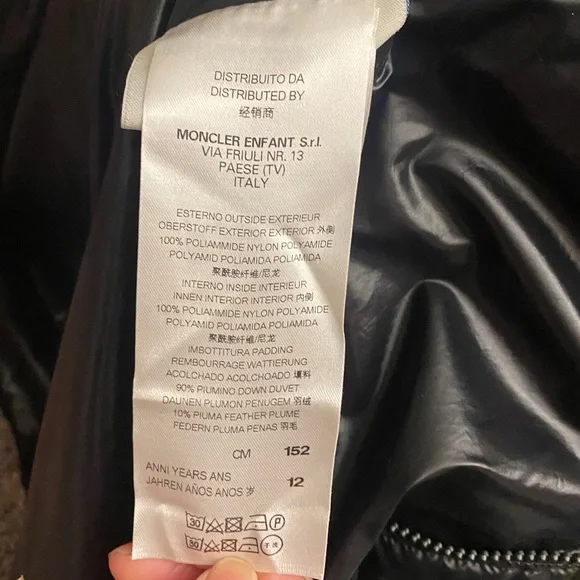 DISTRIBUITO DA
DISTRIBUTED BY
经销商
MONCLER ENFANT S.r.l.
VIA FRIULI NR. 13
PAESE (TV)
ITALY
ESTERNO OUTSIDE EXTERIEUR
OBERSTOFF EXTERIOR EXTERIOR 外侧
100% POLIAMMIDE NYLON POLYAMIDE
POLYAMID POLIAMIDA POLIAMIDA
聚酰胺纤维/尼龙
INTERNO INSIDE INTERIEUR
INNEN INTERIOR INTERIOR 内侧
100% POLIAMMIDE NYLON POLYAMIDE
POLYAMID POLIAMIDA POLIAMIDA
聚酰胺纤维/尼龙
IMBOTTITURA PADDING
REMBOURRAGE WATTIERUNG
ACOLCHADO ACOLCHOADO 填料
90% PIUMINO DOWN DUVET
DAUNEN PLUMON PENUGEM 羽绒
10% PIUMA FEATHER PLUME
FEDERN PLUMA PENAS 羽毛
CM 152
ANNI YEARS ANS
JAHREN AÑOS ANOS 岁 12
30 P
30 手洗